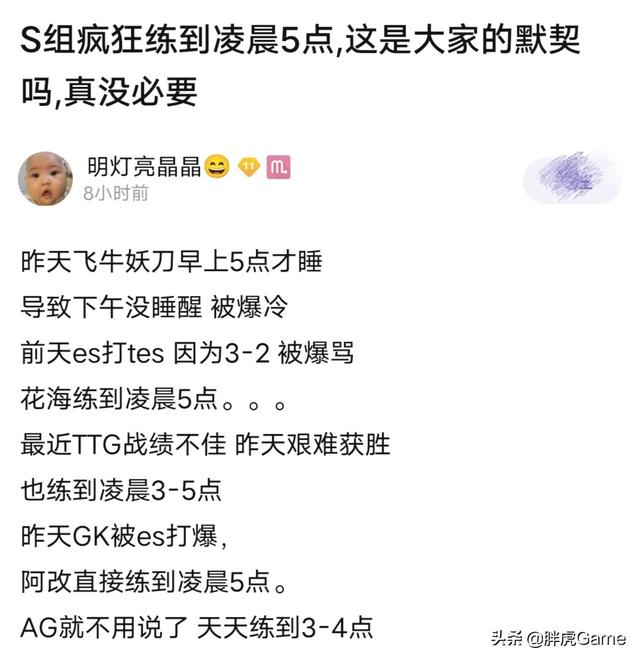 S组疯狂练到凌晨5点,这是大家的默契
吗,真没必要
明灯亮晶晶😄 11 ♏
8小时前
昨天飞牛妖刀早上5点才睡
导致下午没睡醒 被爆冷
前天es打tes 因为3-2 被爆骂
花海练到凌晨5点。。。
最近TTG战绩不佳 昨天艰难获胜
也练到凌晨3-5点
昨天GK被es打爆,
阿改直接练到凌晨5点。
AG就不用说了 天天练到3-4点
头条 @胖虎Game